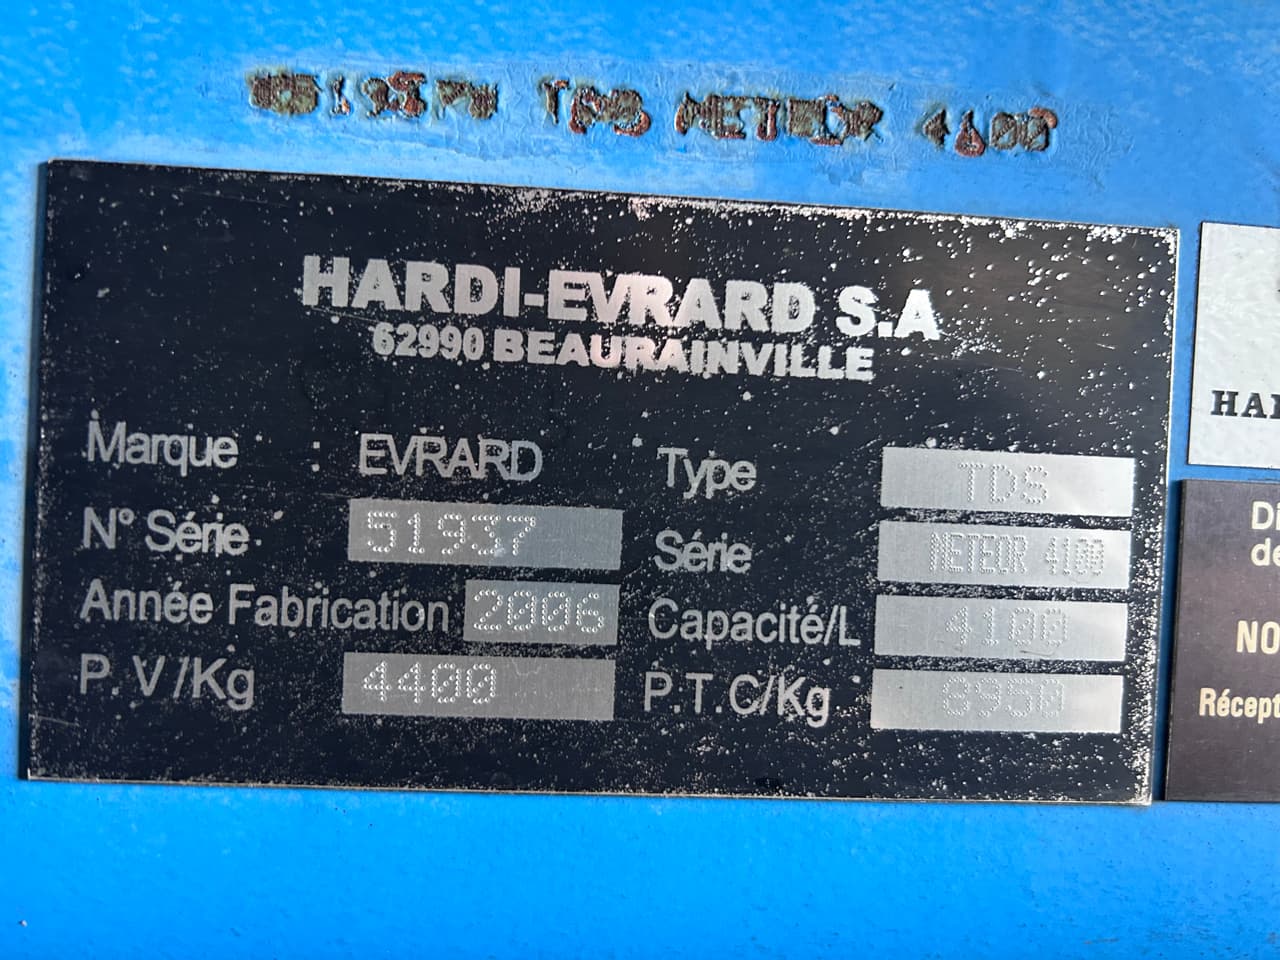 TDS METEOR 4100
HARDI-EVRARD S.A
62990 BEAURAINVILLE
Marque : EVRARD Type TDS
N° Série 51937 Série METEOR 4100
Année Fabrication 2006 Capacité/L 4100
P.V/Kg 4400 P.T.C/Kg 8950